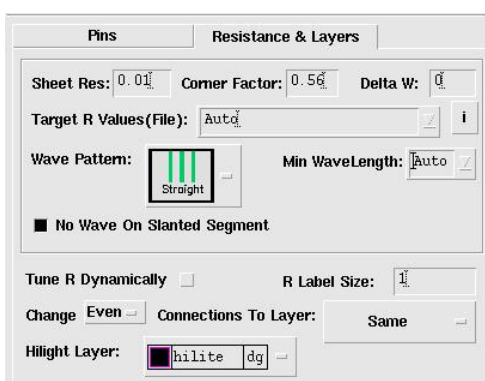 Pins Resistance & Layers
Sheet Res: 0.01 Corner Factor: 0.56 Delta W: 0
Target R Values(File): Auto i
Wave Pattern: Straight Min WaveLength: Auto
No Wave On Slanted Segment
Tune R Dynamically R Label Size: 1
Change Even Connections To Layer: Same
Hilight Layer: hilite dg